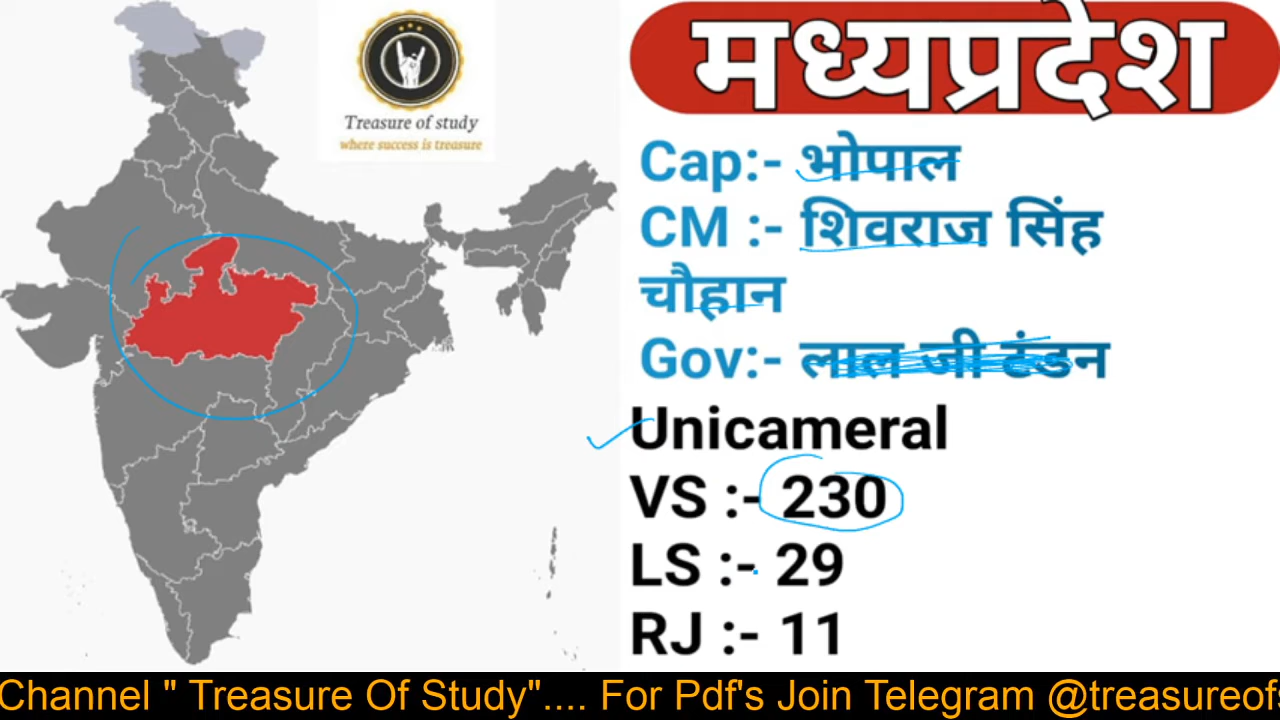 Treasure of study
where success is treasure
मध्यप्रदेश
Cap:- भोपाल
CM :- शिवराज सिंह
चौहान
Gov:- लाल जी टंडन
Unicameral
VS :- 230
LS :- 29
RJ :- 11
Channel " Treasure Of Study".... For Pdf's Join Telegram @treasureof